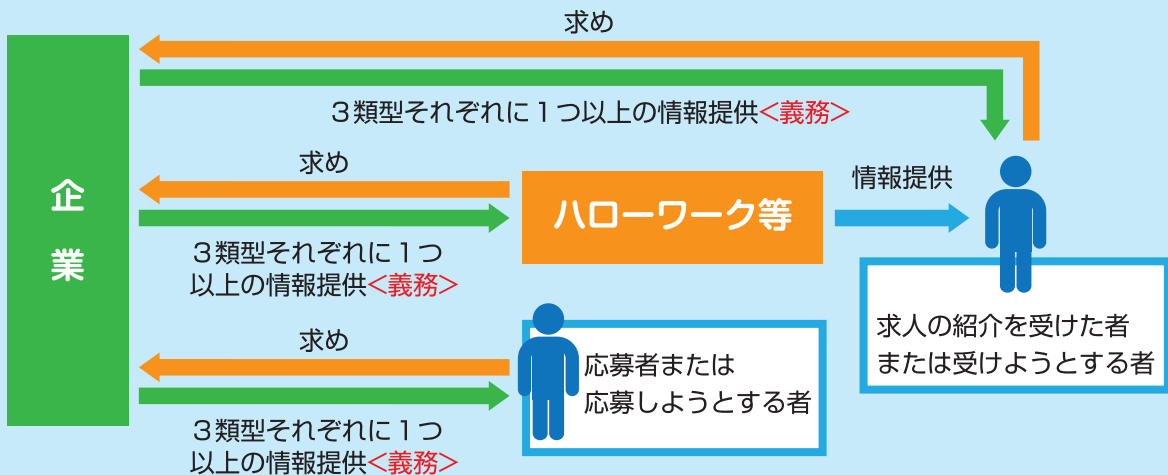 求め
3類型それぞれに1つ以上の情報提供<義務>
企業
求め
ハローワーク等
情報提供
3類型それぞれに1つ
以上の情報提供<義務>
求人の紹介を受けた者
または受けようとする者
求め
応募者または
応募しようとする者
3類型それぞれに1つ
以上の情報提供<義務>